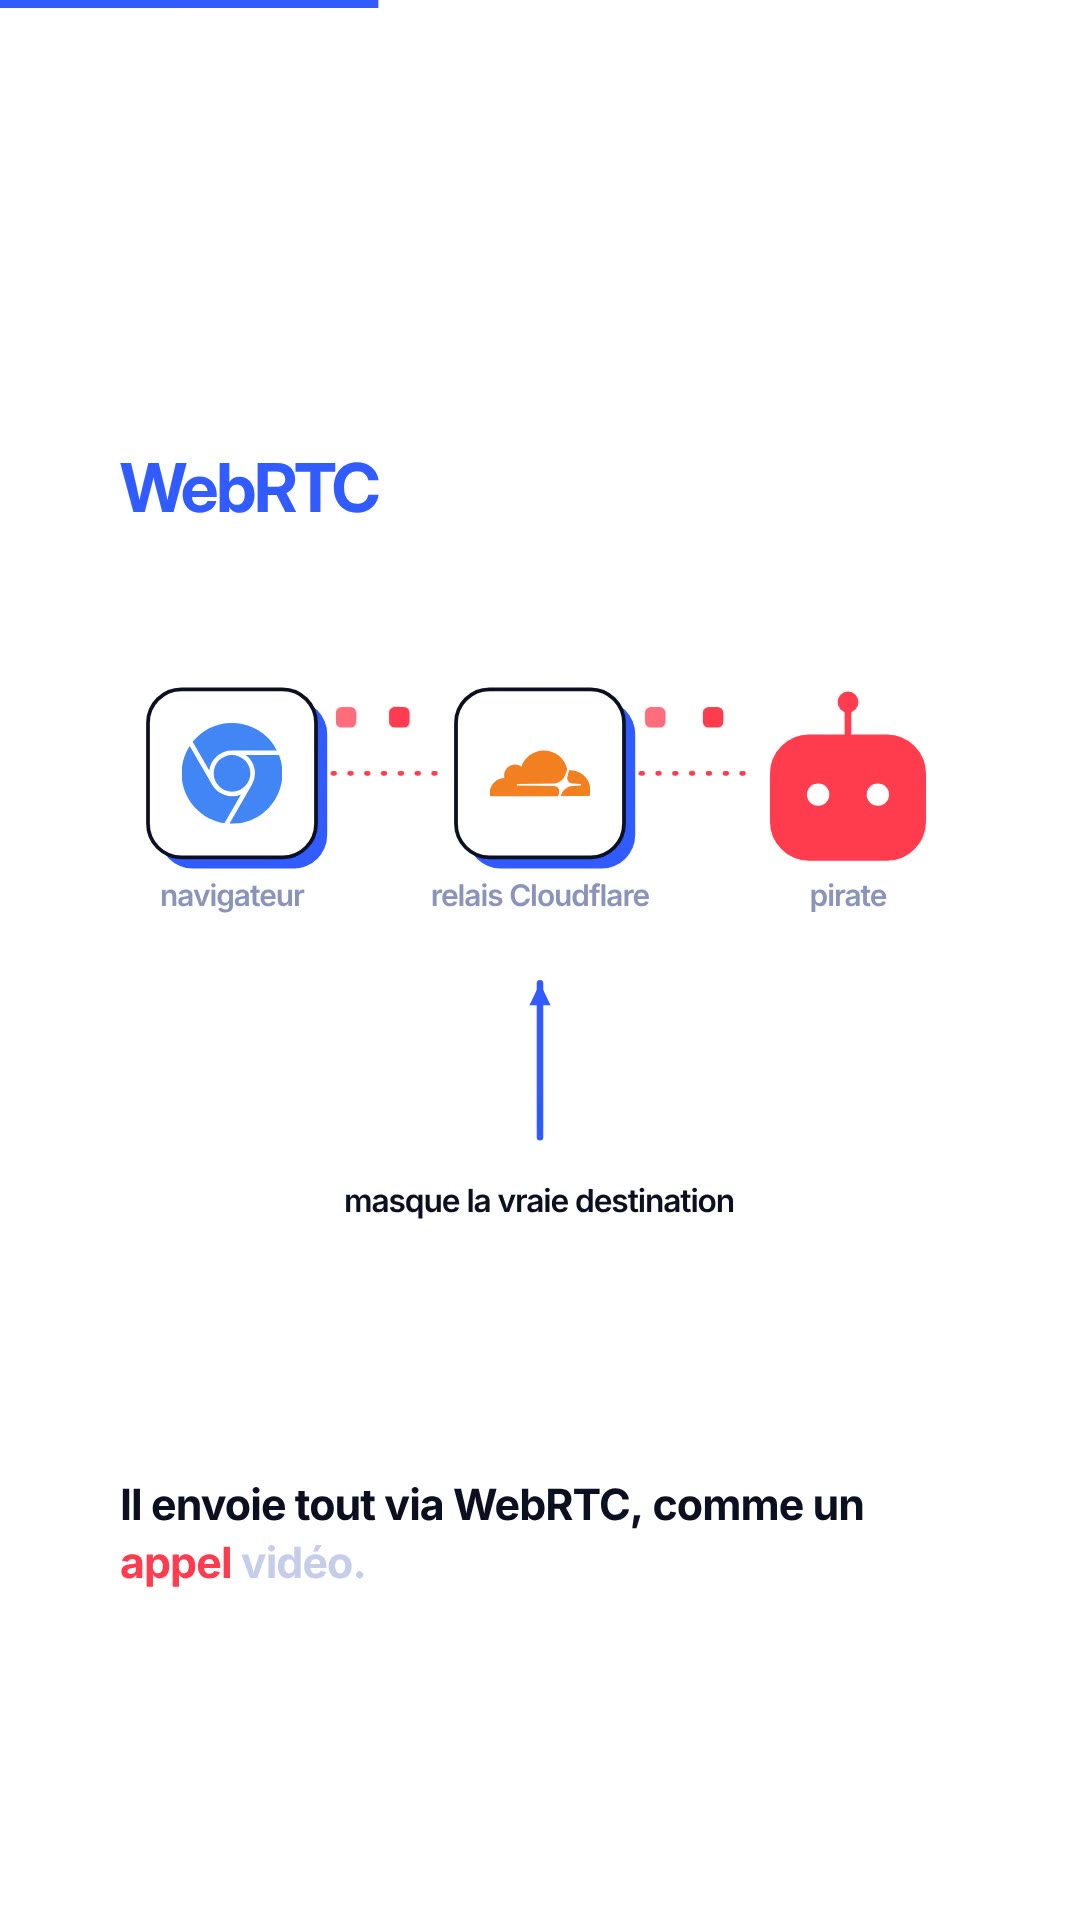 WebRTC
navigateur
relais Cloudflare
pirate
masque la vraie destination
Il envoie tout via WebRTC, comme un
appel vidéo.